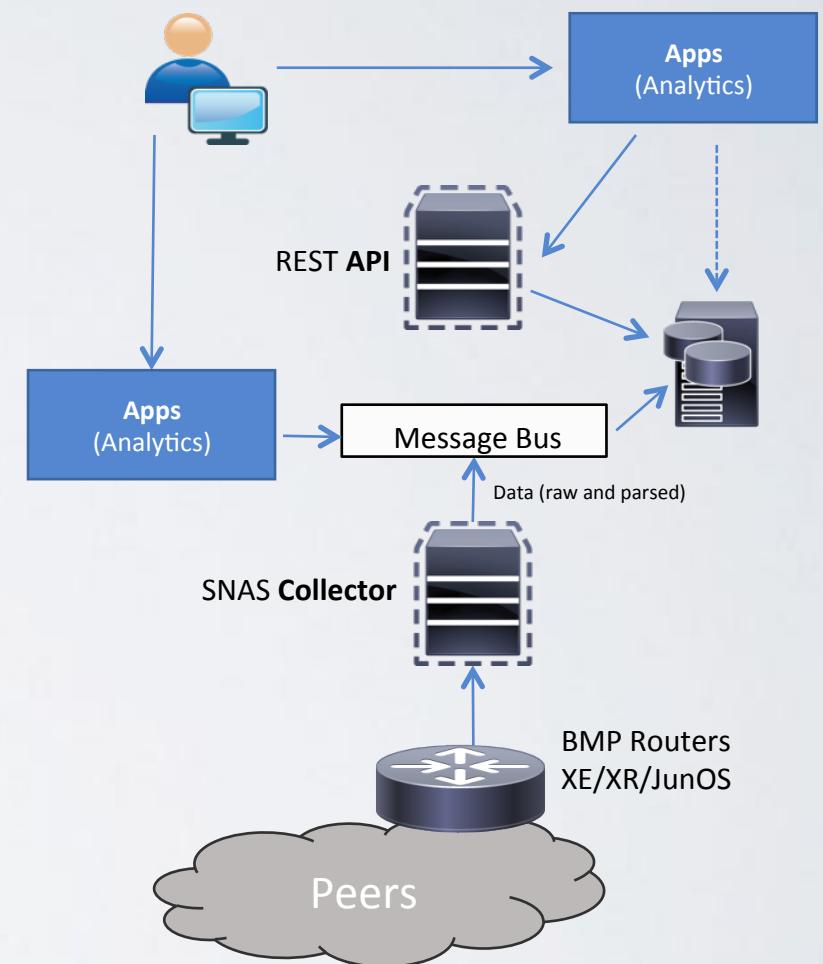 Apps
(Analytics)
REST API
Apps
(Analytics)
Message Bus
Data (raw and parsed)
SNAS Collector
BMP Routers
XE/XR/JunOS
Peers